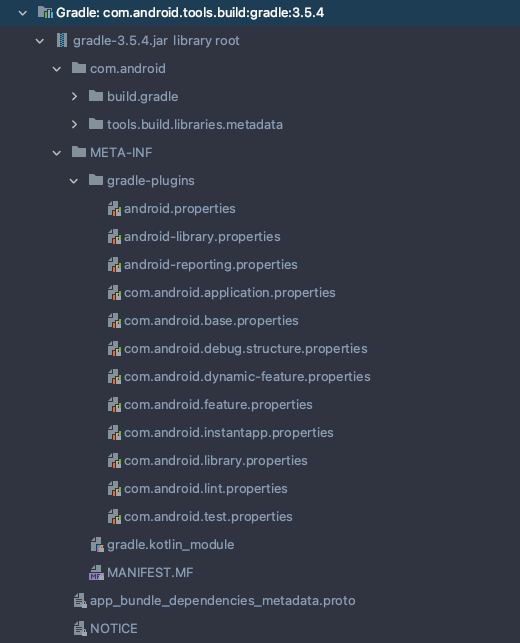 Gradle: com.android.tools.build:gradle:3.5.4
gradle-3.5.4.jar library root
com.android
build.gradle
tools.build.libraries.metadata
META-INF
gradle-plugins
android.properties
android-library.properties
android-reporting.properties
com.android.application.properties
com.android.base.properties
com.android.debug.structure.properties
com.android.dynamic-feature.properties
com.android.feature.properties
com.android.instantapp.properties
com.android.library.properties
com.android.lint.properties
com.android.test.properties
gradle.kotlin_module
MF MANIFEST.MF
app_bundle_dependencies_metadata.proto
NOTICE